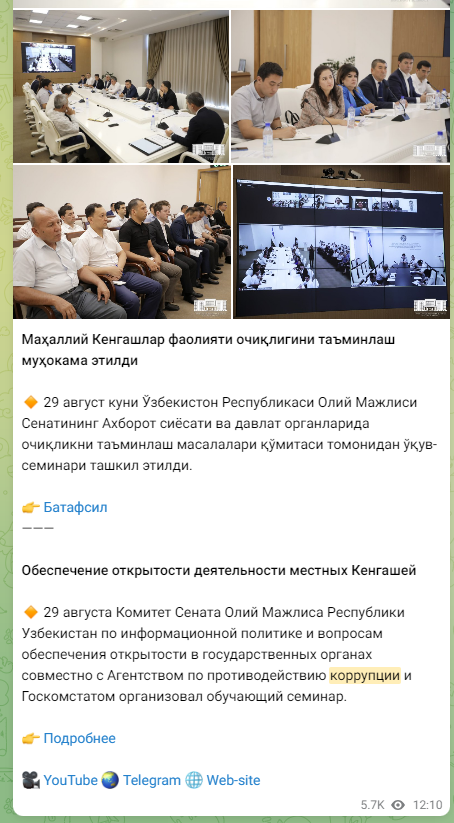 Маҳаллий Кенгашлар фаолияти очиқлигини таъминлаш
муҳокама этилди
🔶 29 август куни Ўзбекистон Республикаси Олий Мажлиси
Сенатининг Ахборот сиёсати ва давлат органларида
очиқликни таъминлаш масалалари қўмитаси томонидан ўқув-
семинари ташкил этилди.
👉 Батафсил
———
Обеспечение открытости деятельности местных Кенгашей
🔶 29 августа Комитет Сената Олий Мажлиса Республики
Узбекистан по информационной политике и вопросам
обеспечения открытости в государственных органах
совместно с Агентством по противодействию коррупции и
Госкомстатом организовал обучающий семинар.
👉 Подробнее
🎥 YouTube 🌏 Telegram 🌐 Web-site
5.7K 12:10